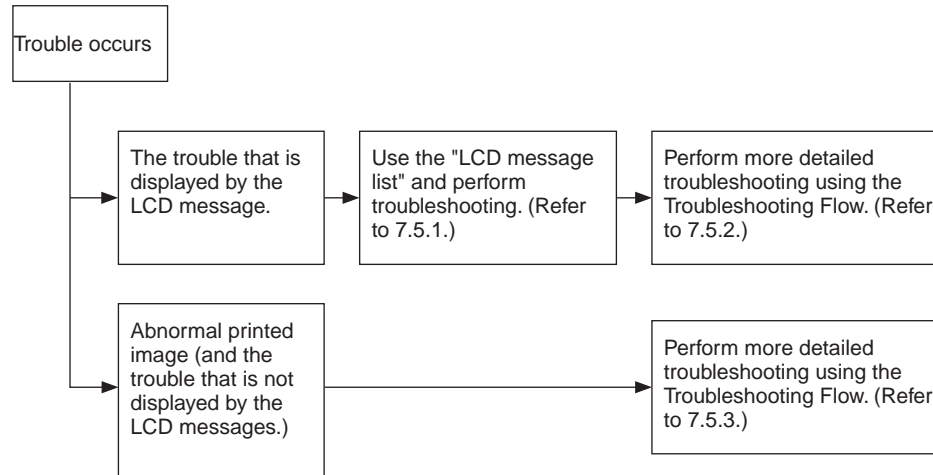 Trouble occurs
The trouble that is
displayed by the
LCD message.
Use the "LCD message
list" and perform
troubleshooting. (Refer
to 7.5.1.)
Perform more detailed
troubleshooting using the
Troubleshooting Flow. (Refer
to 7.5.2.)
Abnormal printed
image (and the
trouble that is not
displayed by the
LCD messages.)
Perform more detailed
troubleshooting using the
Troubleshooting Flow. (Refer
to 7.5.3.)